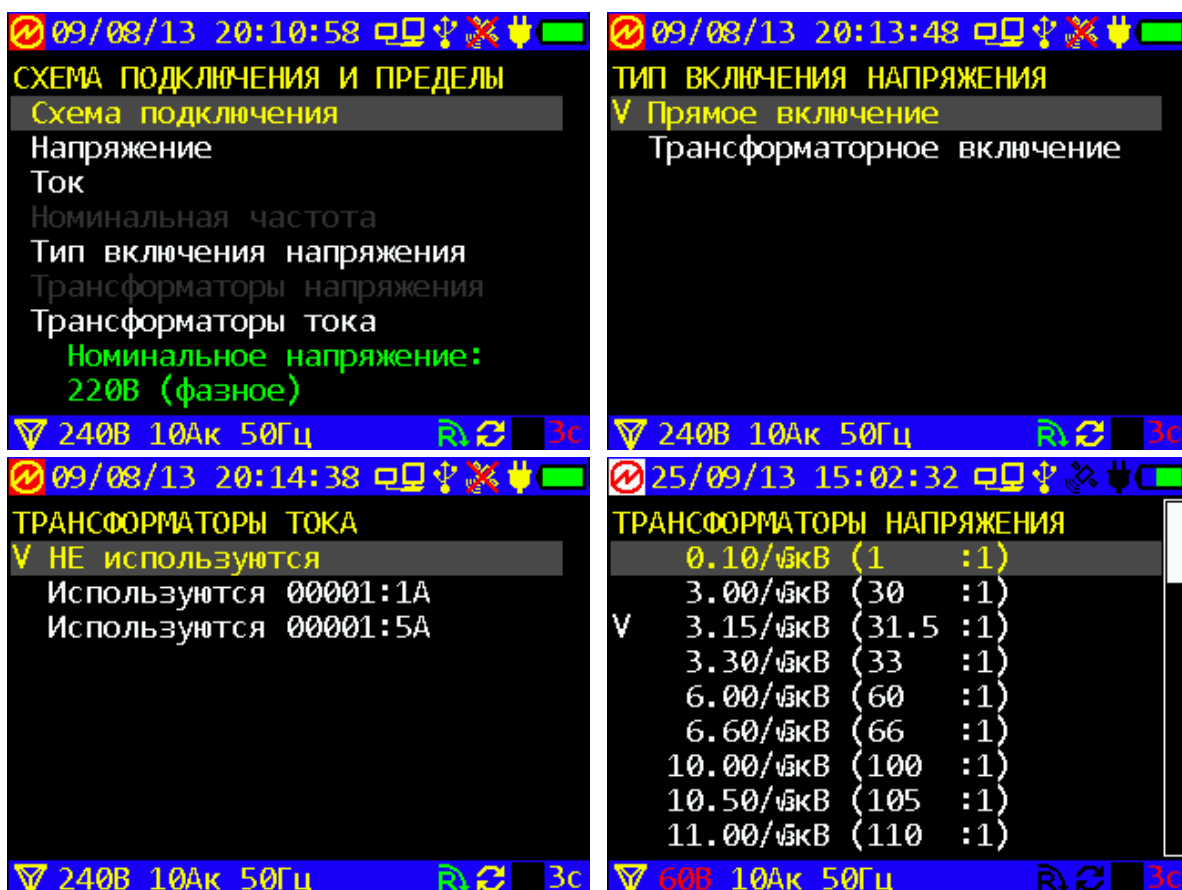 09/08/13 20:10:58
СХЕМА ПОДКЛЮЧЕНИЯ И ПРЕДЕЛЫ
Схема подключения
Напряжение
Ток
Номинальная частота
Тип включения напряжения
Трансформаторы напряжения
Трансформаторы тока
Номинальное напряжение:
220В (фазное)
240В 10Ак 50Гц R 3с
09/08/13 20:13:48
ТИП ВКЛЮЧЕНИЯ НАПРЯЖЕНИЯ
V Прямое включение
Трансформаторное включение
240В 10Ак 50Гц R 3с
09/08/13 20:14:38
ТРАНСФОРМАТОРЫ ТОКА
V НЕ используются
Используются 00001:1А
Используются 00001:5А
240В 10Ак 50Гц R 3с
25/09/13 15:02:32
ТРАНСФОРМАТОРЫ НАПРЯЖЕНИЯ
0.10/√3кВ (1 :1)
3.00/√3кВ (30 :1)
V 3.15/√3кВ (31.5 :1)
3.30/√3кВ (33 :1)
6.00/√3кВ (60 :1)
6.60/√3кВ (66 :1)
10.00/√3кВ (100 :1)
10.50/√3кВ (105 :1)
11.00/√3кВ (110 :1)
60В 10Ак 50Гц R 3с